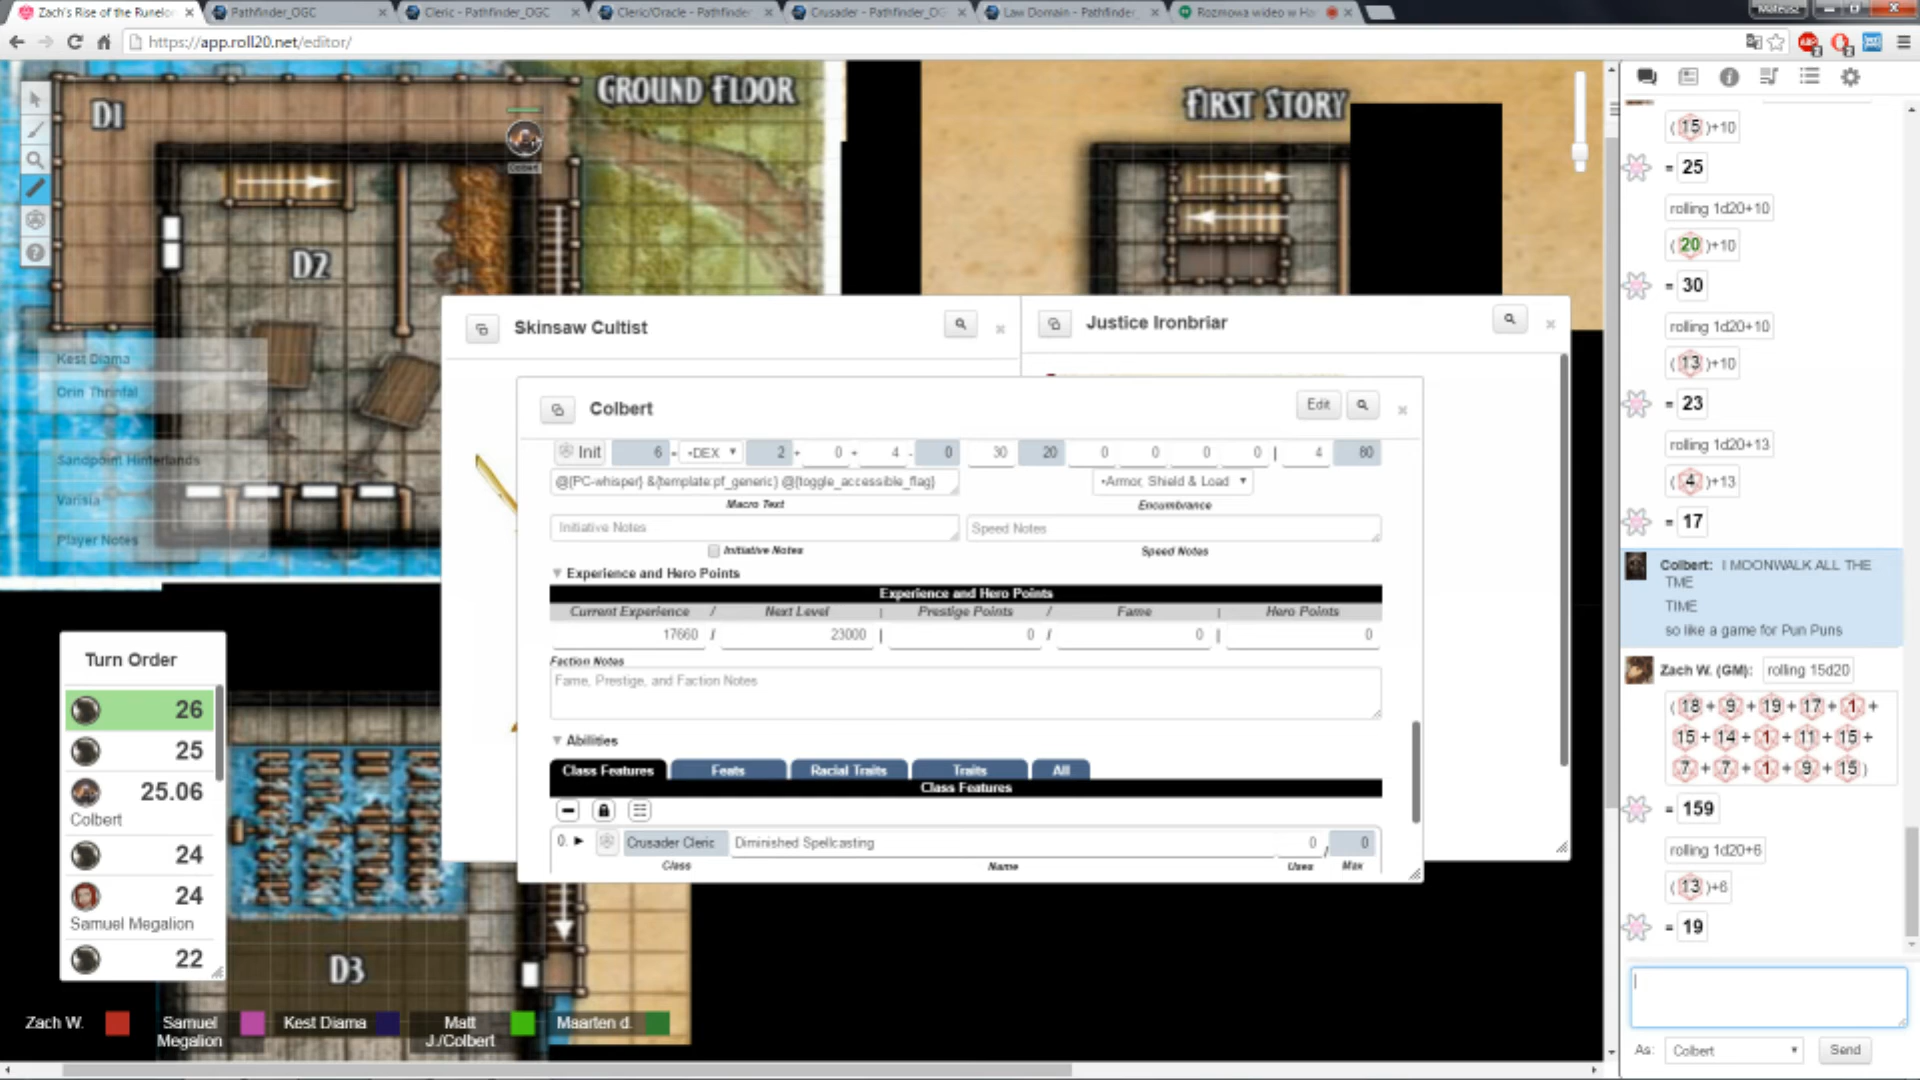 Zach's Rise of the Runelo
Pathfinder_OGC
Cleric - Pathfinder_OGC
Cleric/Oracle - Pathfinder
Crusader - Pathfinder_OG
Law Domain - Pathfinder
Rozmowa wideo w Ha
Mateusz
https://app.roll20.net/editor/
D1
GROUND FLOOR
FIRST STORY
D2
Colbert
Kest Diama
Orin Thrinfal
Sandpoint Hinterlands
Varisia
Player Notes
Skinsaw Cultist
Justice Ironbriar
Colbert
Edit
Init 6 = -DEX 2 + 0 + 4 - 0 30 20 0 0 0 0 | 4 80
@{PC-whisper} &{template:pf_generic} @{toggle_accessible_flag}
-Armor, Shield & Load
Macro Text
Encumbrance
Initiative Notes
Speed Notes
Initiative Notes
Speed Notes
Experience and Hero Points
Experience and Hero Points
Current Experience / Next Level | Prestige Points / Fame | Hero Points
17660 / 23000 | 0 / 0 | 0
Faction Notes
Fame, Prestige, and Faction Notes
Abilities
Class Features Feats Racial Traits Traits All
Class Features
0. Crusader Cleric Diminished Spellcasting 0 / 0
Class Name Uses Max
Turn Order
26
25
25.06
Colbert
24
24
Samuel Megalion
22
D3
Zach W.
Samuel
Megalion
Kest Diama
Matt
J./Colbert
Maarten d.
(15)+10
= 25
rolling 1d20+10
(20)+10
= 30
rolling 1d20+10
(13)+10
= 23
rolling 1d20+13
(4)+13
= 17
Colbert: I MOONWALK ALL THE
TME
TIME
so like a game for Pun Puns
Zach W. (GM): rolling 15d20
(18+9+19+17+1+
15+14+1+11+15+
7+7+1+9+15)
= 159
rolling 1d20+6
(13)+6
= 19
As: Colbert
Send